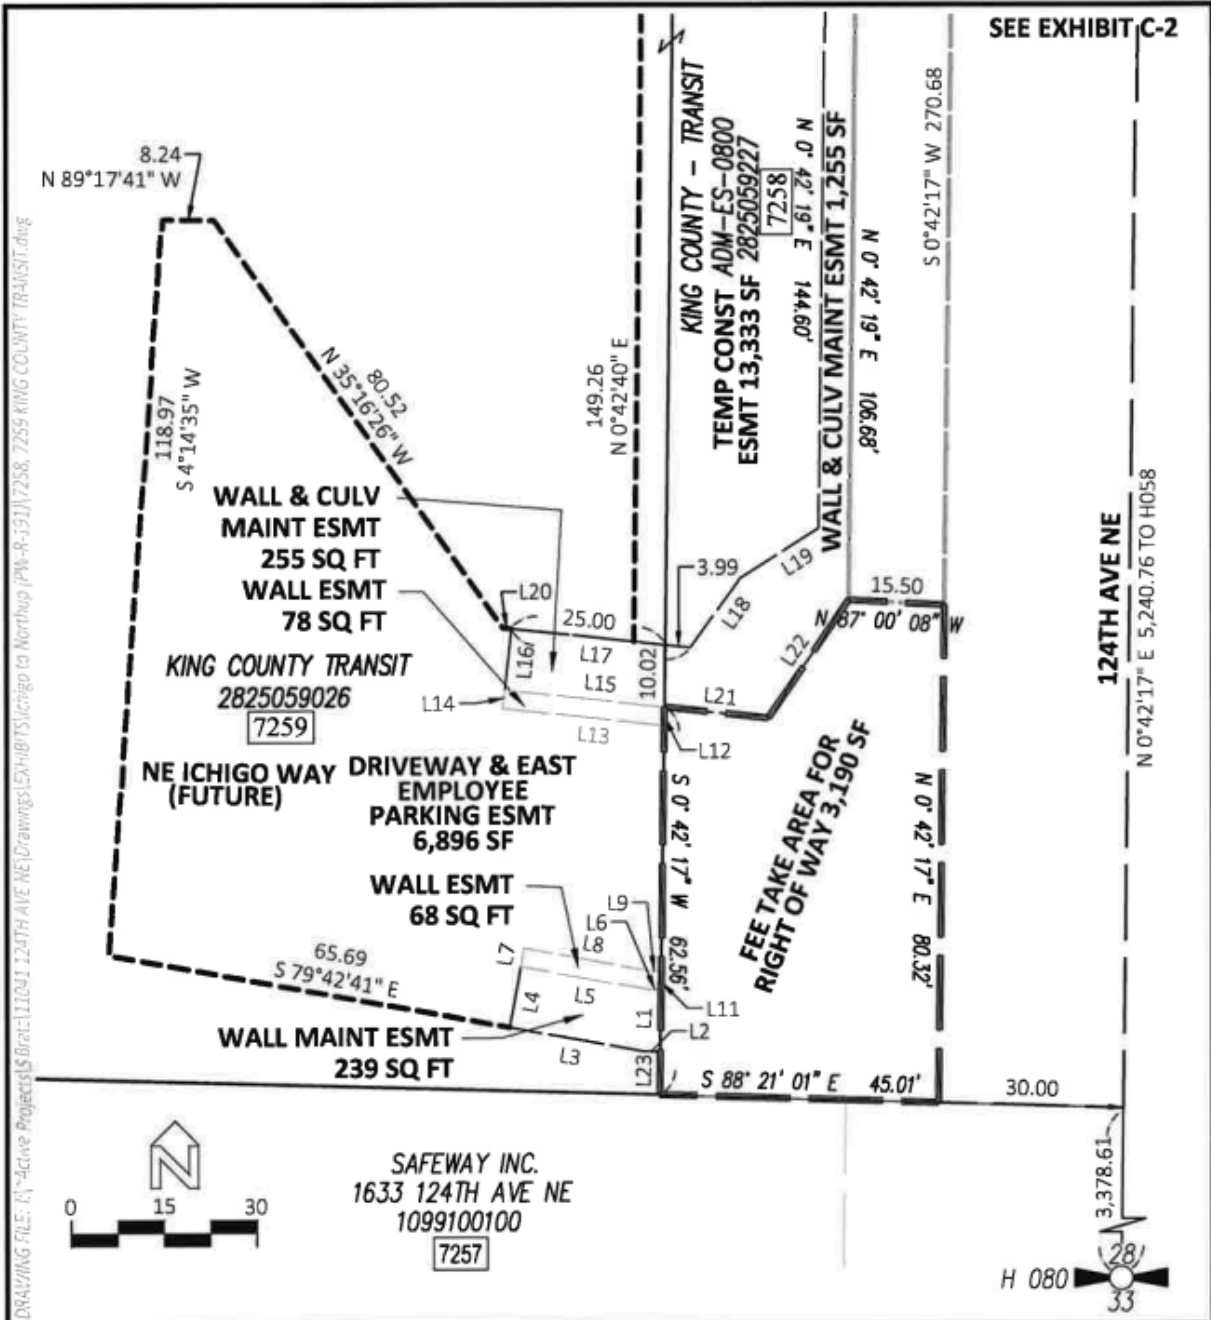 SEE EXHIBIT C-2
8.24
N 89°17'41" W
118.97
S 4°14'35" W
80.52
N 35°16'26" W
149.26
N 0°42'40" E
KING COUNTY - TRANSIT
ADM-ES-0800
2825059227
7258
TEMP CONST
ESMT 13,333 SF
N 0° 42' 19" E 144.60'
WALL & CULV MAINT ESMT 1,255 SF
N 0° 42' 19" E 106.68'
S 0°42'17" W 270.68
124TH AVE NE
N 0°42'17" E 5,240.76 TO H058
WALL & CULV
MAINT ESMT
255 SQ FT
WALL ESMT
78 SQ FT
KING COUNTY TRANSIT
2825059026
7259
L20
25.00
L17
L16
L15
L14
L13
10.02
3.99
L18
L19
15.50
N 87° 00' 08" W
L22
L21
L12
NE ICHIGO WAY
(FUTURE)
DRIVEWAY & EAST
EMPLOYEE
PARKING ESMT
6,896 SF
WALL ESMT
68 SQ FT
S 0° 42' 17" W 62.56'
FEE TAKE AREA FOR
RIGHT OF WAY 3,190 SF
N 0° 42' 17" E 80.32'
L9
L6
L8
L7
L5
L4
L1
L11
L2
L3
L23
65.69
S 79°42'41" E
WALL MAINT ESMT
239 SQ FT
S 88° 21' 01" E 45.01'
30.00
3,378.61
SAFEWAY INC.
1633 124TH AVE NE
1099100100
7257
N
0 15 30
H 080
28
33